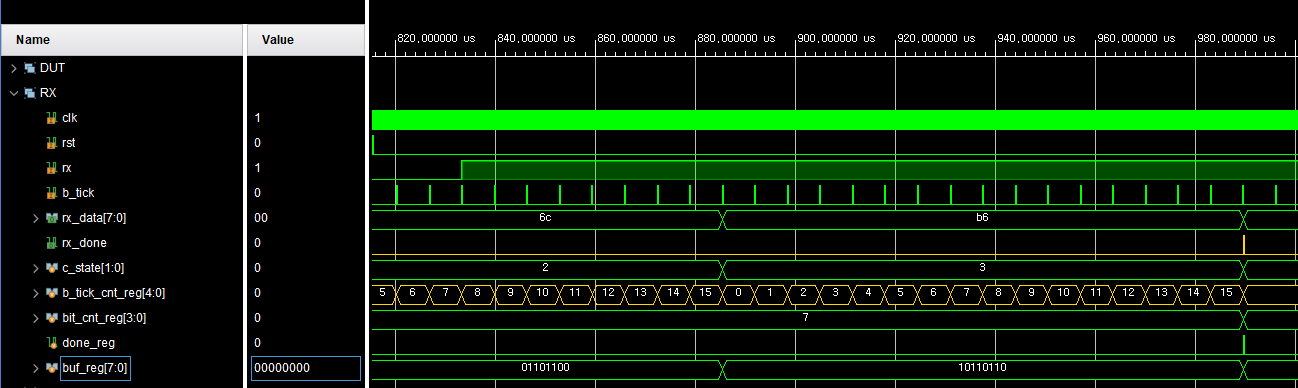 Name Value
820,000000 us 840,000000 us 860,000000 us 880,000000 us 900,000000 us 920,000000 us 940,000000 us 960,000000 us 980,000000 us
DUT
RX
clk 1
rst 0
rx 1
b_tick 0
rx_data[7:0] 00 6c b6
rx_done 0
c_state[1:0] 0 2 3
b_tick_cnt_reg[4:0] 0 5 6 7 8 9 10 11 12 13 14 15 0 1 2 3 4 5 6 7 8 9 10 11 12 13 14 15
bit_cnt_reg[3:0] 0 7
done_reg 0
buf_reg[7:0] 00000000 01101100 10110110